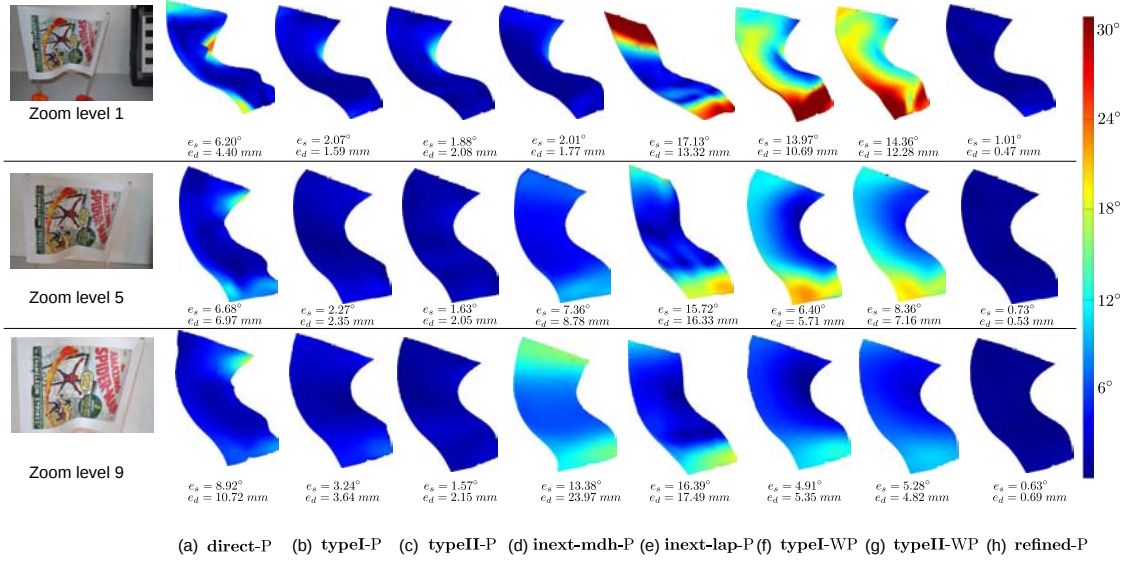 30°
24°
18°
12°
6°
Zoom level 1
e_s = 6.20° e_s = 2.07° e_s = 1.88° e_s = 2.01° e_s = 17.13° e_s = 13.97° e_s = 14.36° e_s = 1.01°
e_d = 4.40 mm e_d = 1.59 mm e_d = 2.08 mm e_d = 1.77 mm e_d = 13.32 mm e_d = 10.69 mm e_d = 12.28 mm e_d = 0.47 mm
AMAZING
SPIDER-MAN
Zoom level 5
e_s = 6.68° e_s = 2.27° e_s = 1.63° e_s = 7.36° e_s = 15.72° e_s = 6.40° e_s = 8.36° e_s = 0.73°
e_d = 6.97 mm e_d = 2.35 mm e_d = 2.05 mm e_d = 8.78 mm e_d = 16.33 mm e_d = 5.71 mm e_d = 7.16 mm e_d = 0.53 mm
AMAZING
SPIDER-MAN
Zoom level 9
e_s = 8.92° e_s = 3.24° e_s = 1.57° e_s = 13.38° e_s = 16.39° e_s = 4.91° e_s = 5.28° e_s = 0.63°
e_d = 10.72 mm e_d = 3.64 mm e_d = 2.15 mm e_d = 23.97 mm e_d = 17.49 mm e_d = 5.35 mm e_d = 4.82 mm e_d = 0.69 mm
(a) direct-P (b) typeI-P (c) typeII-P (d) inext-mdh-P (e) inext-lap-P (f) typeI-WP (g) typeII-WP (h) refined-P